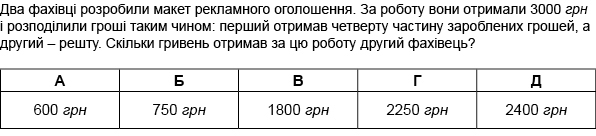 Два фахівці розробили макет рекламного оголошення. За роботу вони отримали 3000 грн
і розподілили гроші таким чином: перший отримав четверту частину зароблених грошей, а
другий – решту. Скільки гривень отримав за цю роботу другий фахівець?
А Б В Г Д
600 грн 750 грн 1800 грн 2250 грн 2400 грн